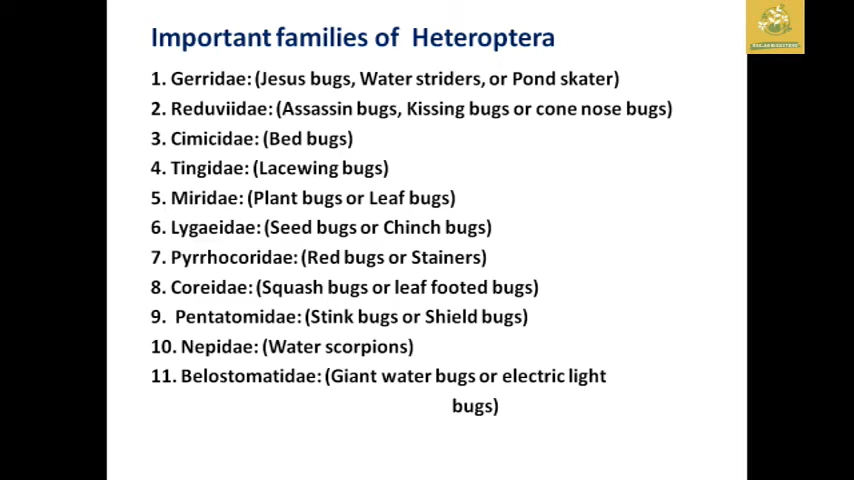 Important families of Heteroptera
1. Gerridae: (Jesus bugs, Water striders, or Pond skater)
2. Reduviidae: (Assassin bugs, Kissing bugs or cone nose bugs)
3. Cimicidae: (Bed bugs)
4. Tingidae: (Lacewing bugs)
5. Miridae: (Plant bugs or Leaf bugs)
6. Lygaeidae: (Seed bugs or Chinch bugs)
7. Pyrrhocoridae: (Red bugs or Stainers)
8. Coreidae: (Squash bugs or leaf footed bugs)
9. Pentatomidae: (Stink bugs or Shield bugs)
10. Nepidae: (Water scorpions)
11. Belostomatidae: (Giant water bugs or electric light
bugs)